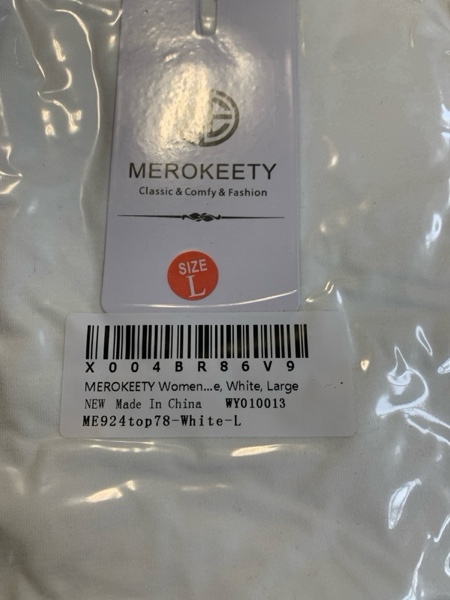 MEROKEETY
Classic & Comfy & Fashion
SIZE
L
X004BR86V9
MEROKEETY Women...e, White, Large
NEW Made In China WY010013
ME924top78-White-L